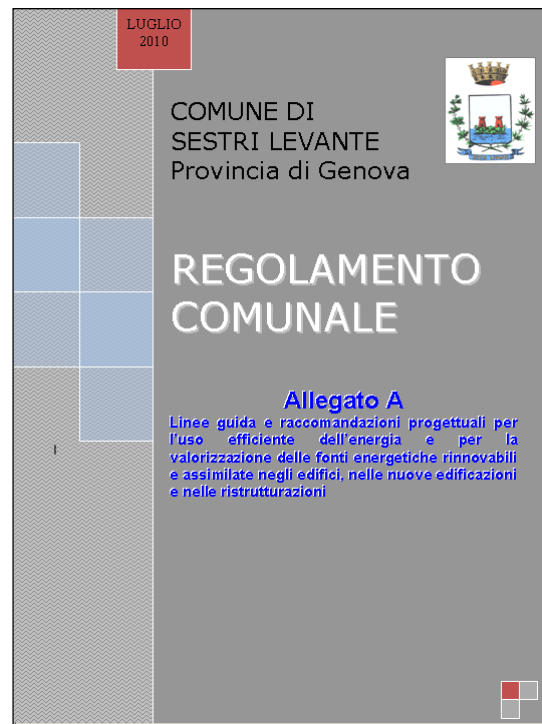 LUGLIO
2010
COMUNE DI
SESTRI LEVANTE
Provincia di Genova
REGOLAMENTO
COMUNALE
Allegato A
Linee guida e raccomandazioni progettuali per
l'uso efficiente dell'energia e per la
valorizzazione delle fonti energetiche rinnovabili
e assimilate negli edifici, nelle nuove edificazioni
e nelle ristrutturazioni